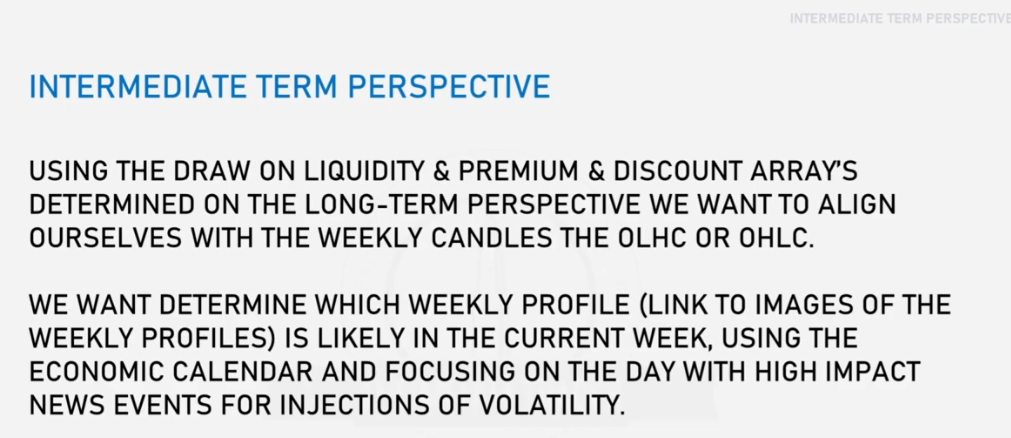 INTERMEDIATE TERM PERSPECTIVE
INTERMEDIATE TERM PERSPECTIVE
USING THE DRAW ON LIQUIDITY & PREMIUM & DISCOUNT ARRAY'S
DETERMINED ON THE LONG-TERM PERSPECTIVE WE WANT TO ALIGN
OURSELVES WITH THE WEEKLY CANDLES THE OLHC OR OHLC.
WE WANT DETERMINE WHICH WEEKLY PROFILE (LINK TO IMAGES OF THE
WEEKLY PROFILES) IS LIKELY IN THE CURRENT WEEK, USING THE
ECONOMIC CALENDAR AND FOCUSING ON THE DAY WITH HIGH IMPACT
NEWS EVENTS FOR INJECTIONS OF VOLATILITY.